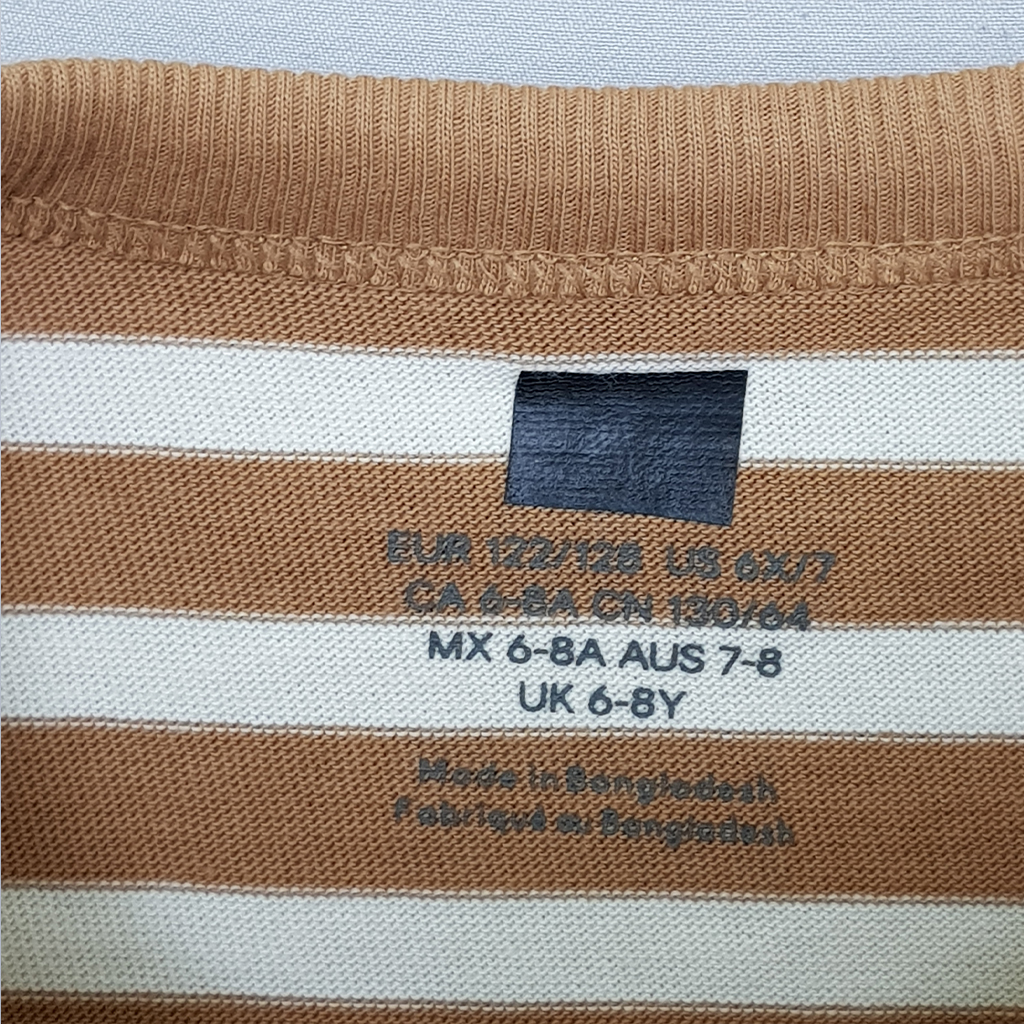 EUR 122/128 US 6X/7
CA 6-8A CN 130/64
MX 6-8A AUS 7-8
UK 6-8Y
Made in Bangladesh
Fabriqué au Bangladesh